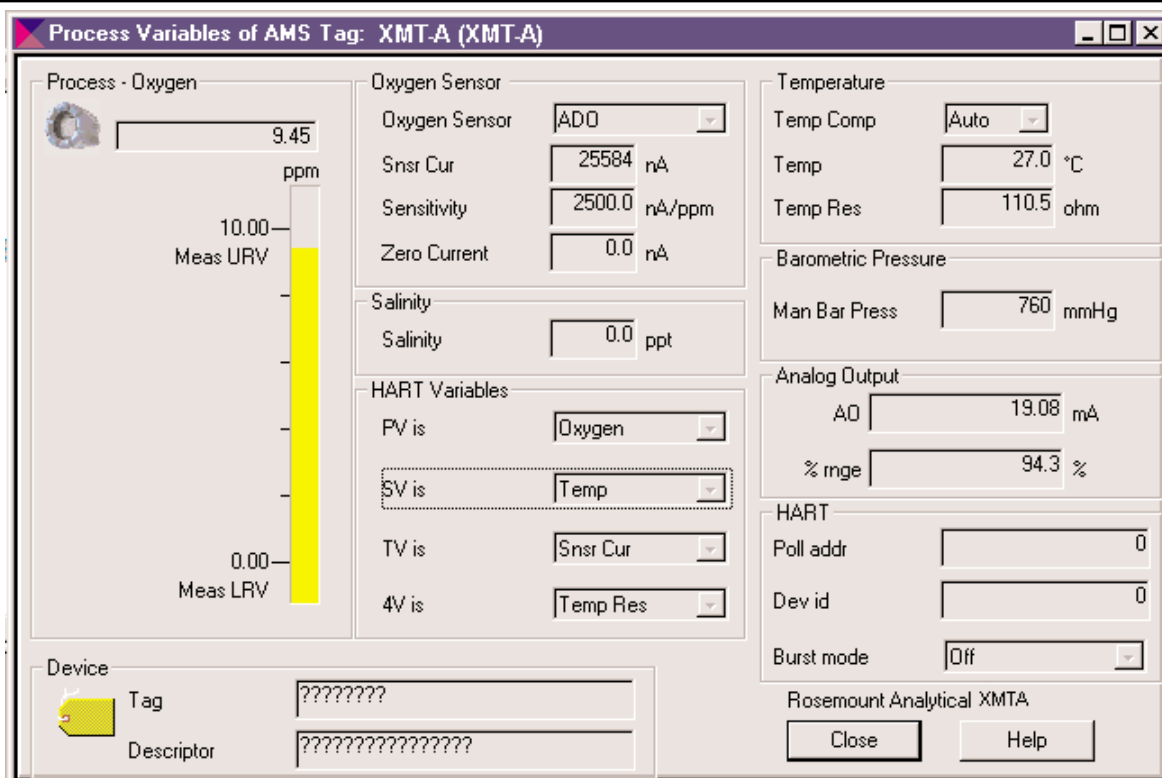 Process Variables of AMS Tag: XMT-A (XMT-A)
Process - Oxygen
9.45
ppm
10.00
Meas URV
0.00
Meas LRV
Oxygen Sensor
Oxygen Sensor ADO
Snsr Cur 25584 nA
Sensitivity 2500.0 nA/ppm
Zero Current 0.0 nA
Salinity
Salinity 0.0 ppt
HART Variables
PV is Oxygen
SV is Temp
TV is Snsr Cur
4V is Temp Res
Temperature
Temp Comp Auto
Temp 27.0 °C
Temp Res 110.5 ohm
Barometric Pressure
Man Bar Press 760 mmHg
Analog Output
AO 19.08 mA
% rnge 94.3 %
HART
Poll addr 0
Dev id 0
Burst mode Off
Device
Tag ????????
Descriptor ????????????????
Rosemount Analytical XMTA
Close Help